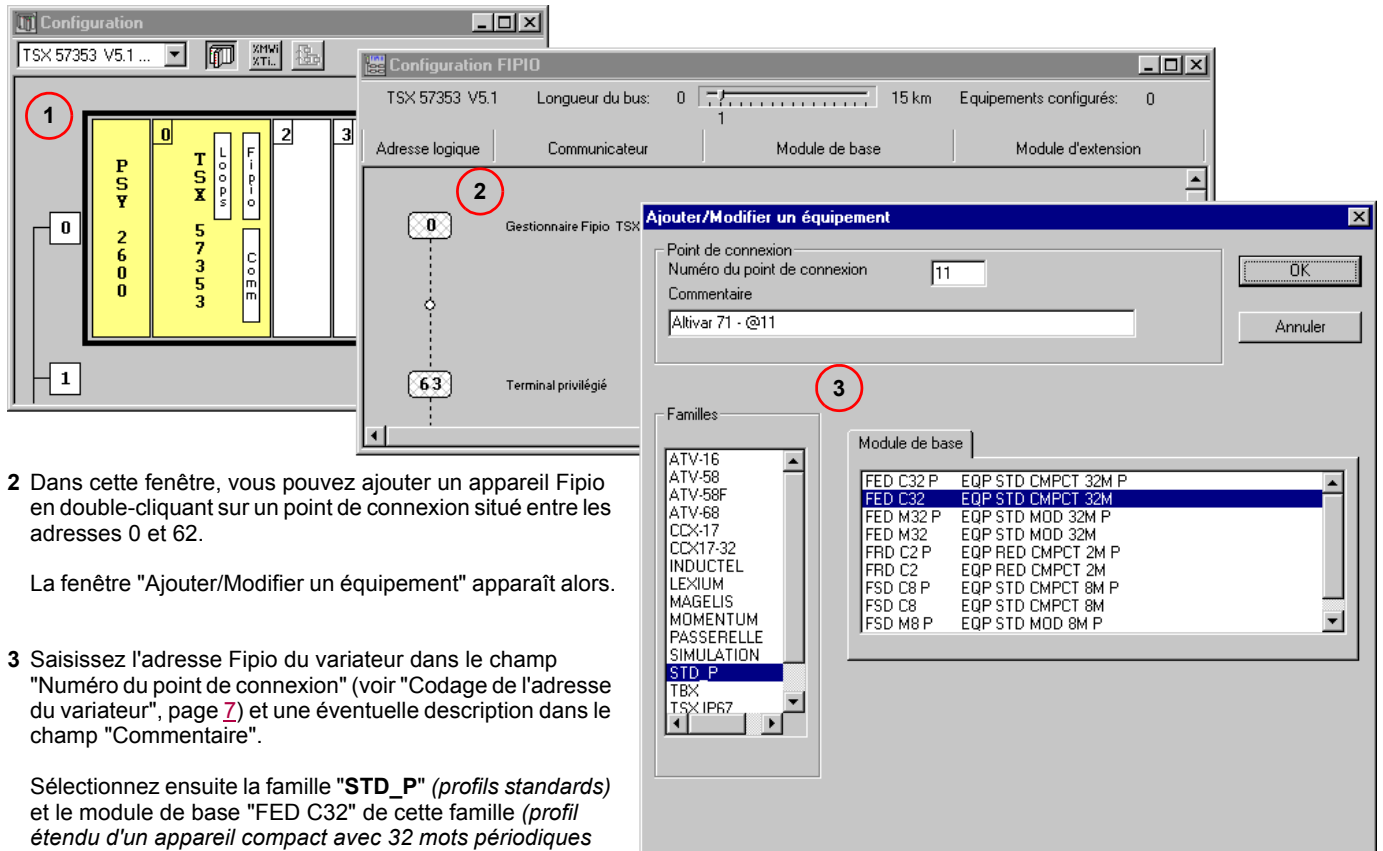 Configuration
TSX 57353 V5.1 ...
%MWi
%Ti..
1
PSY 2600
0
TSX 57353
Loops
Fipio
Comm
2
3
0
1
Configuration FIPIO
TSX 57353 V5.1 Longueur du bus: 0 15 km Equipements configurés: 0
1
Adresse logique Communicateur Module de base Module d'extension
2
0 Gestionnaire Fipio TSX
63 Terminal privilégié
Ajouter/Modifier un équipement
Point de connexion
Numéro du point de connexion 11
Commentaire
Altivar 71 - @11
OK
Annuler
3
Familles
ATV-16
ATV-58
ATV-58F
ATV-68
CCX-17
CCX17-32
INDUCTEL
LEXIUM
MAGELIS
MOMENTUM
PASSERELLE
SIMULATION
STD_P
TBX
TSX IP67
Module de base
FED C32 P EQP STD CMPCT 32M P
FED C32 EQP STD CMPCT 32M
FED M32 P EQP STD MOD 32M P
FED M32 EQP STD MOD 32M
FRD C2 P EQP RED CMPCT 2M P
FRD C2 EQP RED CMPCT 2M
FSD C8 P EQP STD CMPCT 8M P
FSD C8 EQP STD CMPCT 8M
FSD M8 P EQP STD MOD 8M P
2 Dans cette fenêtre, vous pouvez ajouter un appareil Fipio
en double-cliquant sur un point de connexion situé entre les
adresses 0 et 62.
La fenêtre "Ajouter/Modifier un équipement" apparaît alors.
3 Saisissez l'adresse Fipio du variateur dans le champ
"Numéro du point de connexion" (voir "Codage de l'adresse
du variateur", page 7) et une éventuelle description dans le
champ "Commentaire".
Sélectionnez ensuite la famille "STD_P" (profils standards)
et le module de base "FED C32" de cette famille (profil
étendu d'un appareil compact avec 32 mots périodiques